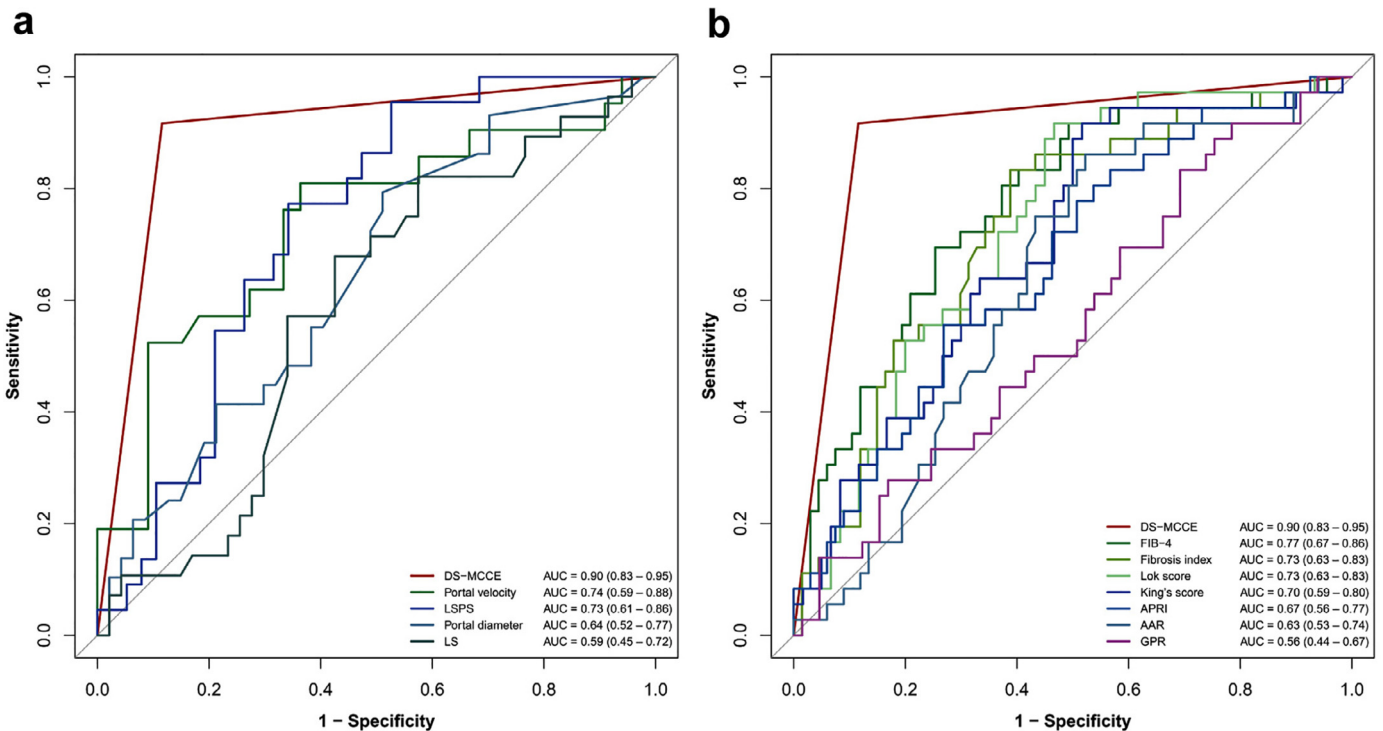 a
Sensitivity
1.0
0.8
0.6
0.4
0.2
0.0
DS-MCCE AUC = 0.90 (0.83 – 0.95)
Portal velocity AUC = 0.74 (0.59 – 0.88)
LSPS AUC = 0.73 (0.61 – 0.86)
Portal diameter AUC = 0.64 (0.52 – 0.77)
LS AUC = 0.59 (0.45 – 0.72)
0.0 0.2 0.4 0.6 0.8 1.0
1 – Specificity
b
Sensitivity
1.0
0.8
0.6
0.4
0.2
0.0
DS-MCCE AUC = 0.90 (0.83 – 0.95)
FIB-4 AUC = 0.77 (0.67 – 0.86)
Fibrosis index AUC = 0.73 (0.63 – 0.83)
Lok score AUC = 0.73 (0.63 – 0.83)
King's score AUC = 0.70 (0.59 – 0.80)
APRI AUC = 0.67 (0.56 – 0.77)
AAR AUC = 0.63 (0.53 – 0.74)
GPR AUC = 0.56 (0.44 – 0.67)
0.0 0.2 0.4 0.6 0.8 1.0
1 – Specificity